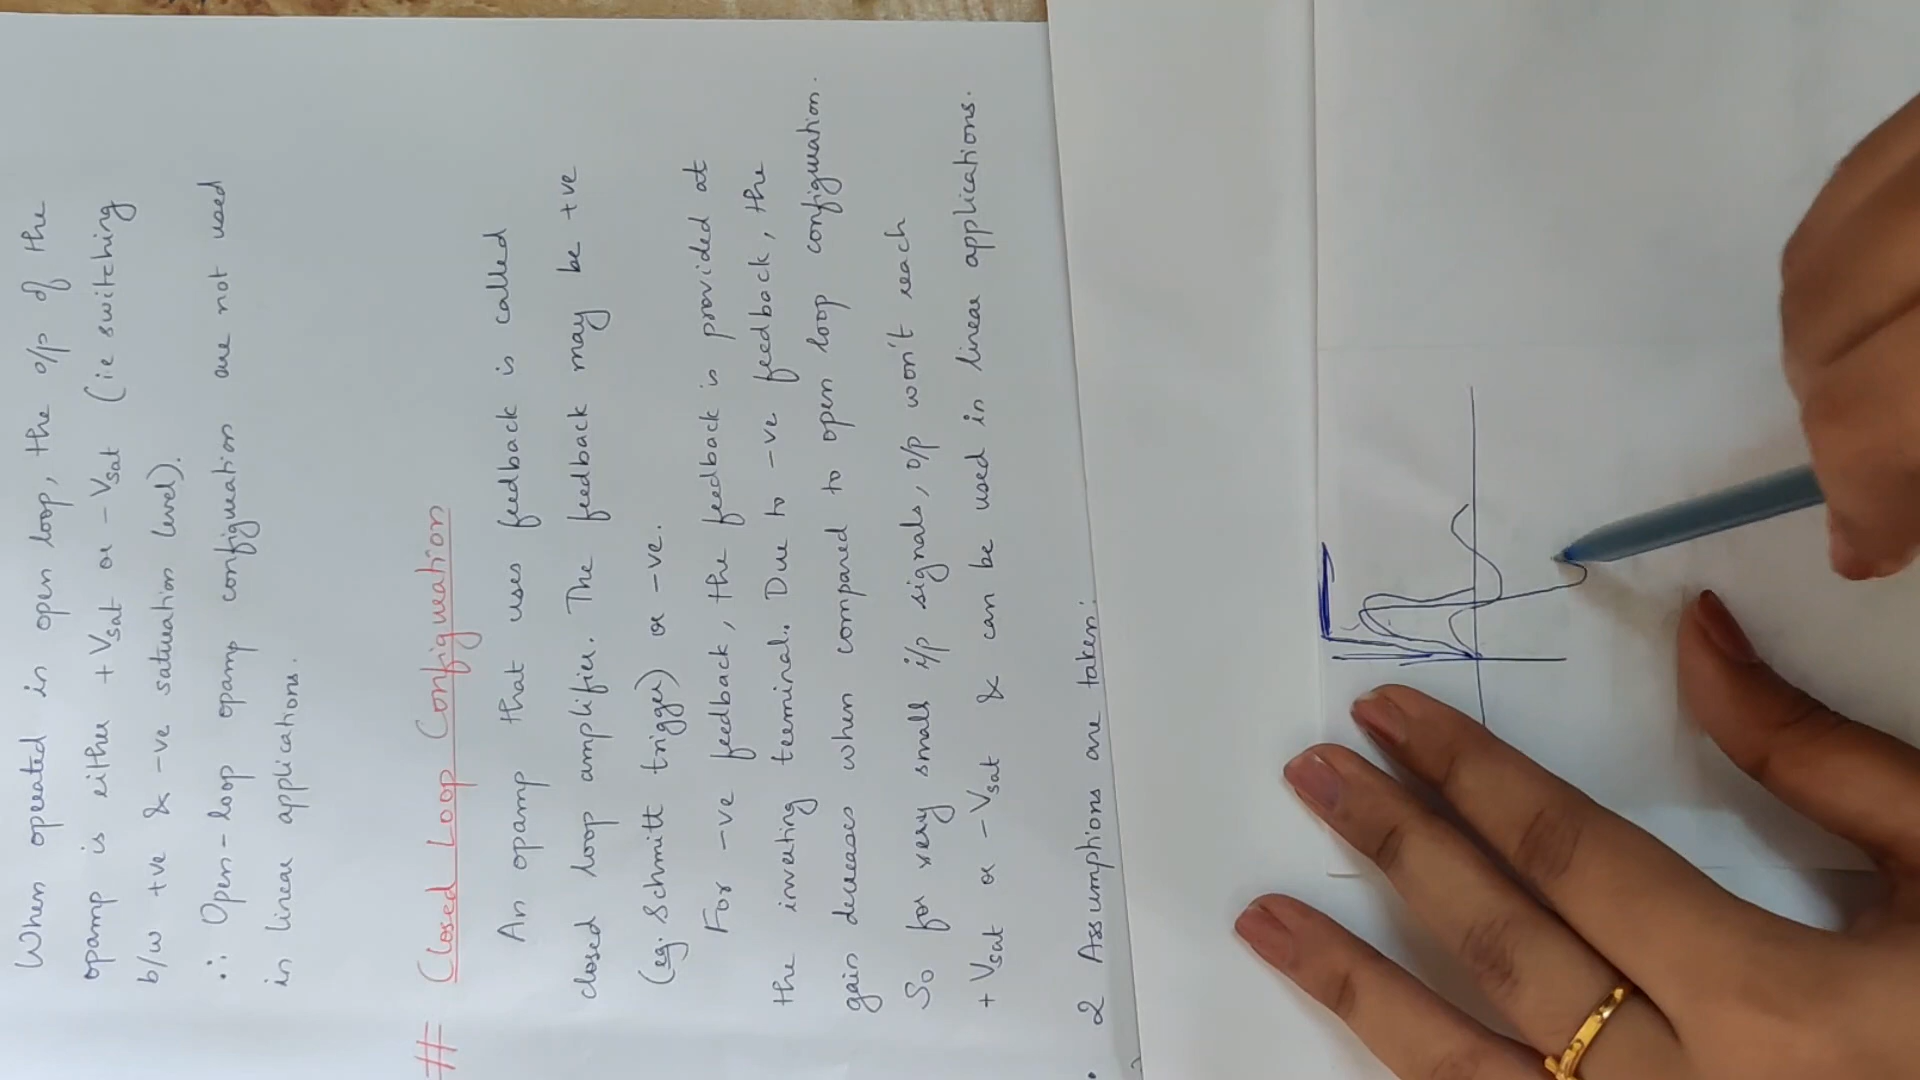 When operated in open loop, the o/p of the
opamp is either + Vsat or - Vsat (ie switching
b/w +ve & -ve saturation level).
∴ Open-loop opamp configuration are not used
in linear applications.
# Closed Loop Configuration
An opamp that uses feedback is called
closed loop amplifier. The feedback may be +ve
(eg. Schmitt trigger) or -ve.
For -ve feedback, the feedback is provided at
the inverting terminal. Due to -ve feedback, the
gain decreases when compared to open loop configuration.
So for very small i/p signals, o/p won't reach
+ Vsat or - Vsat & can be used in linear applications.
• 2 Assumptions are taken: